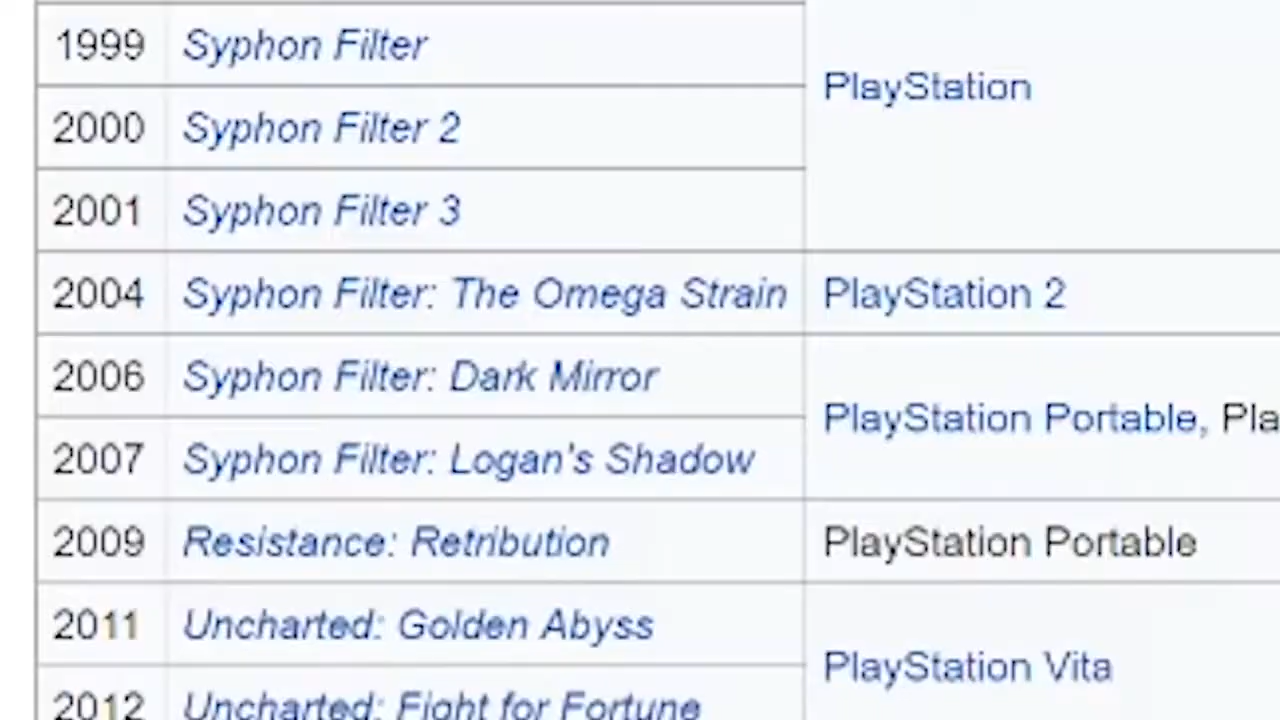 1999 Syphon Filter
PlayStation
2000 Syphon Filter 2
2001 Syphon Filter 3
2004 Syphon Filter: The Omega Strain PlayStation 2
2006 Syphon Filter: Dark Mirror
PlayStation Portable, Pla
2007 Syphon Filter: Logan's Shadow
2009 Resistance: Retribution PlayStation Portable
2011 Uncharted: Golden Abyss
PlayStation Vita
2012 Uncharted: Fight for Fortune